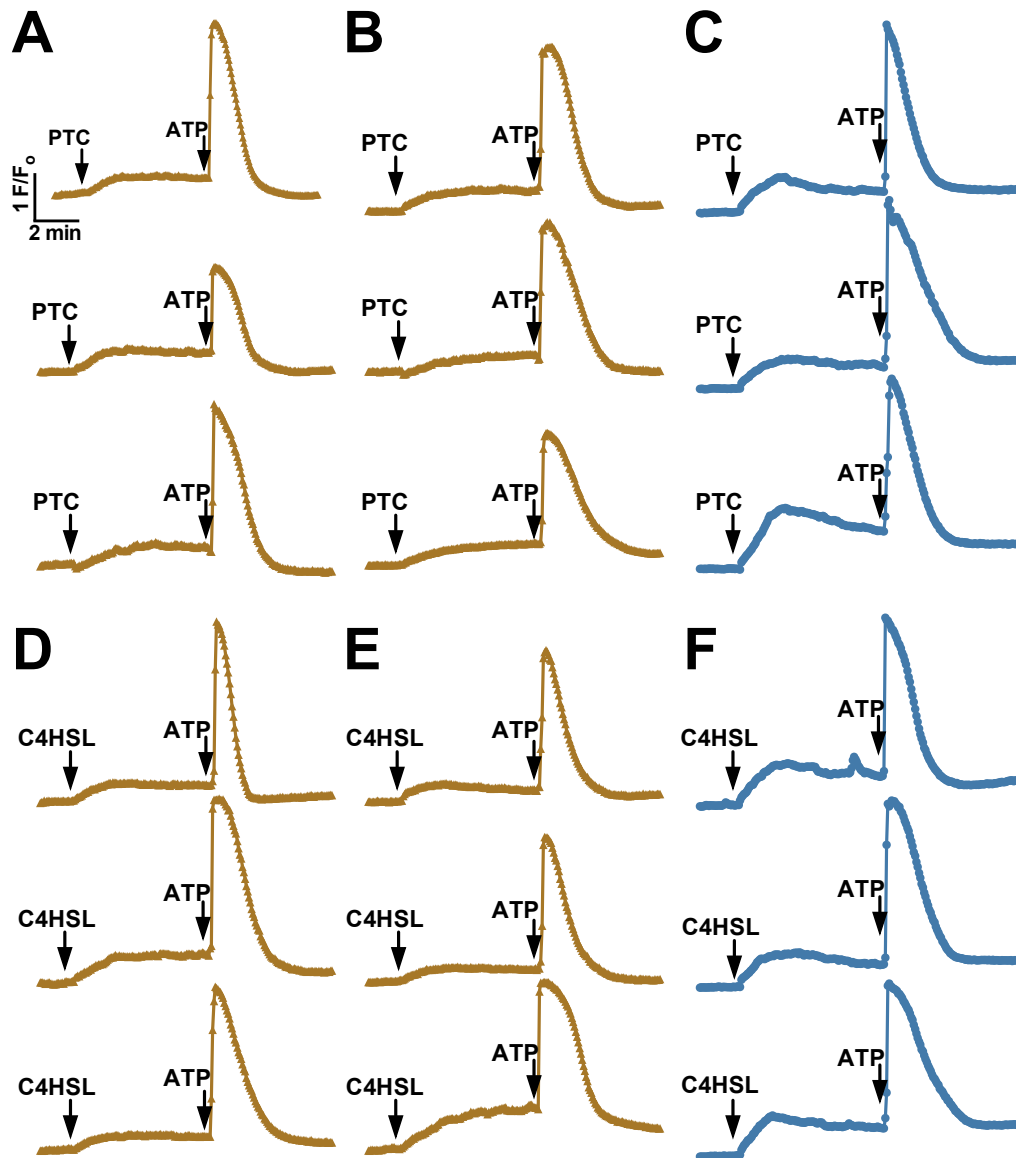 A
B
C
PTC
ATP
PTC
ATP
PTC
ATP
1 F/Fo
2 min
PTC
ATP
PTC
ATP
PTC
ATP
PTC
ATP
PTC
ATP
PTC
ATP
D
E
F
C4HSL
ATP
C4HSL
ATP
C4HSL
ATP
C4HSL
ATP
C4HSL
ATP
C4HSL
ATP
C4HSL
ATP
C4HSL
ATP
C4HSL
ATP